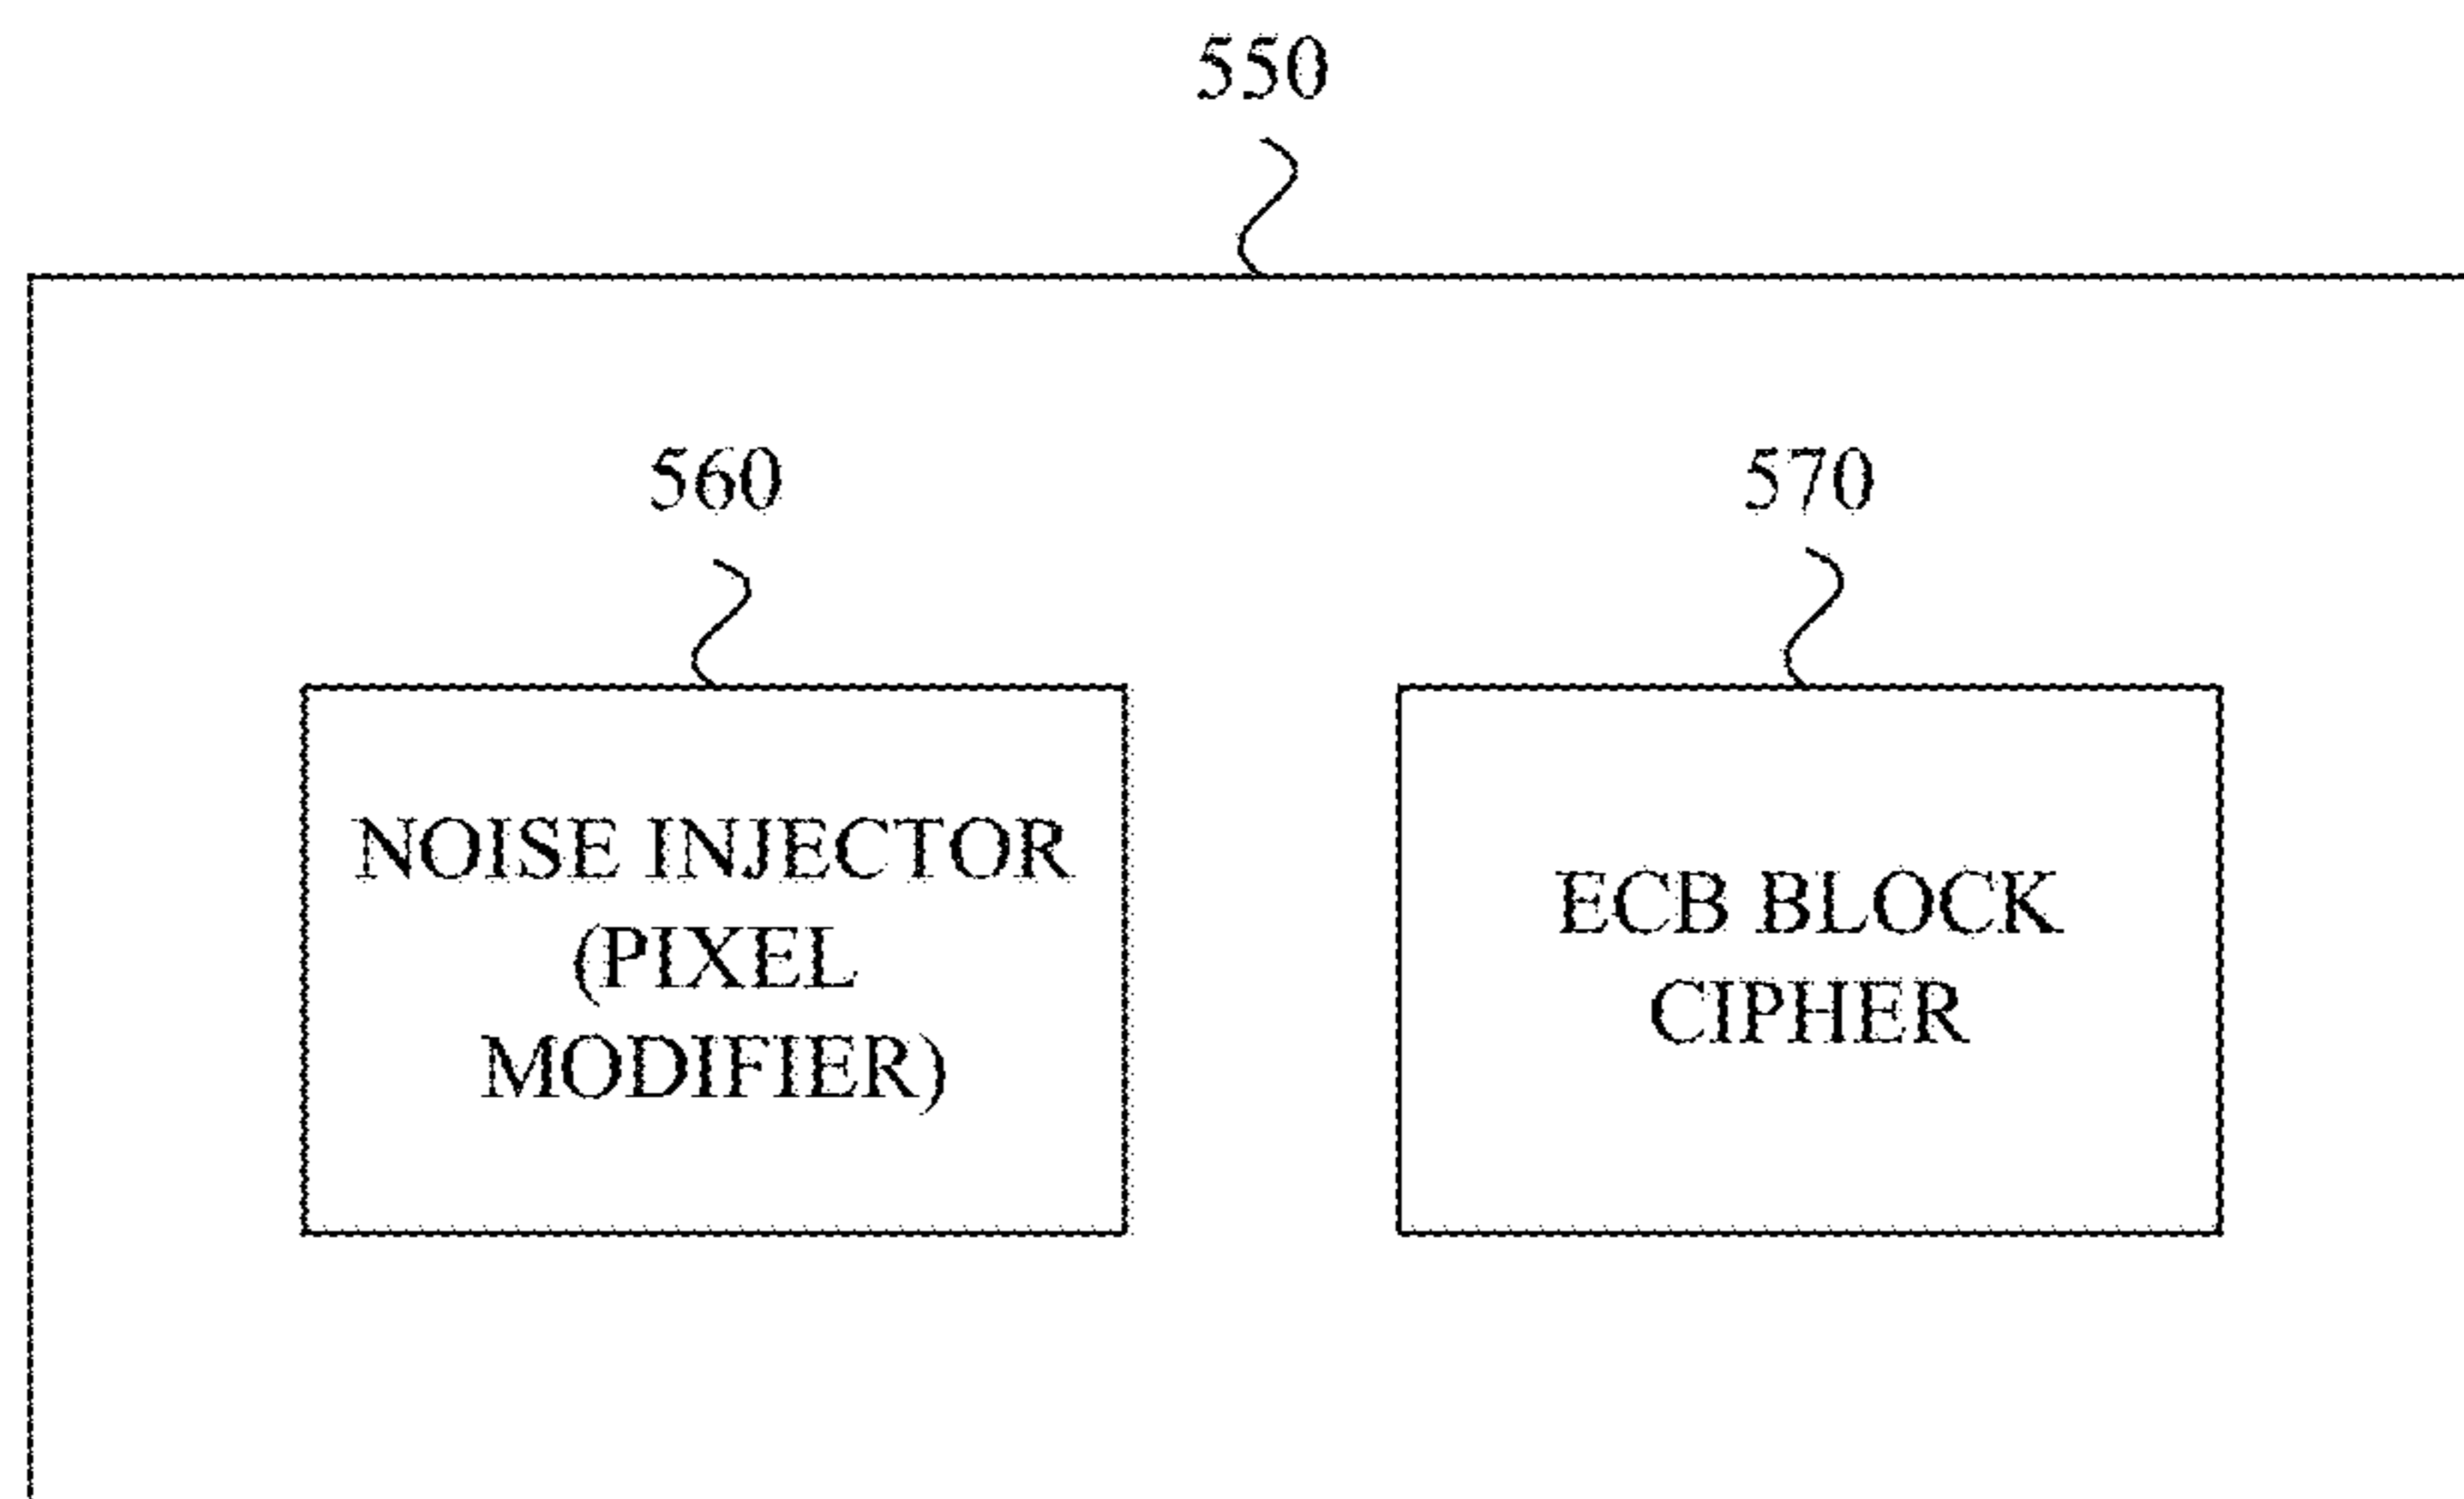 550
560
570
NOISE INJECTOR
(PIXEL
MODIFIER)
ECB BLOCK
CIPHER